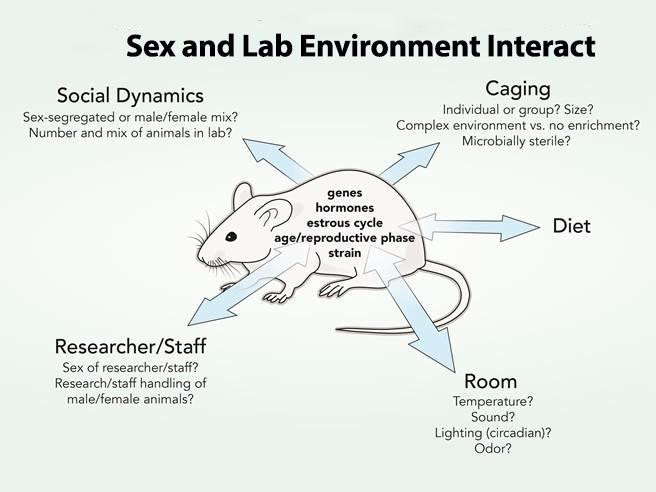 Sex and Lab Environment Interact
Social Dynamics
Sex-segregated or male/female mix?
Number and mix of animals in lab?
Caging
Individual or group? Size?
Complex environment vs. no enrichment?
Microbially sterile?
genes
hormones
estrous cycle
age/reproductive phase
strain
Diet
Researcher/Staff
Sex of researcher/staff?
Research/staff handling of
male/female animals?
Room
Temperature?
Sound?
Lighting (circadian)?
Odor?